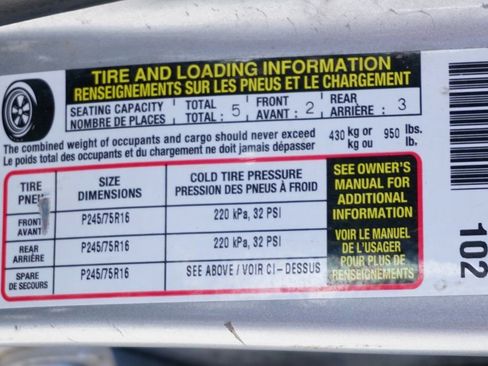 TIRE AND LOADING INFORMATION
RENSEIGNEMENTS SUR LES PNEUS ET LE CHARGEMENT
SEATING CAPACITY TOTAL FRONT REAR
NOMBRE DE PLACES TOTAL : 5 AVANT : 2 ARRIÈRE : 3
The combined weight of occupants and cargo should never exceed 430 kg or 950 lbs.
Le poids total des occupants et du chargement ne doit jamais dépasser kg ou lb.
TIRE SIZE COLD TIRE PRESSURE
PNEU DIMENSIONS PRESSION DES PNEUS À FROID
FRONT
AVANT P245/75R16 220 kPa, 32 PSI
REAR
ARRIÈRE P245/75R16 220 kPa, 32 PSI
SPARE
DE SECOURS P245/75R16 SEE ABOVE / VOIR CI - DESSUS
SEE OWNER'S
MANUAL FOR
ADDITIONAL
INFORMATION
VOIR LE MANUEL
DE L'USAGER
POUR PLUS DE
RENSEIGNEMENTS
102